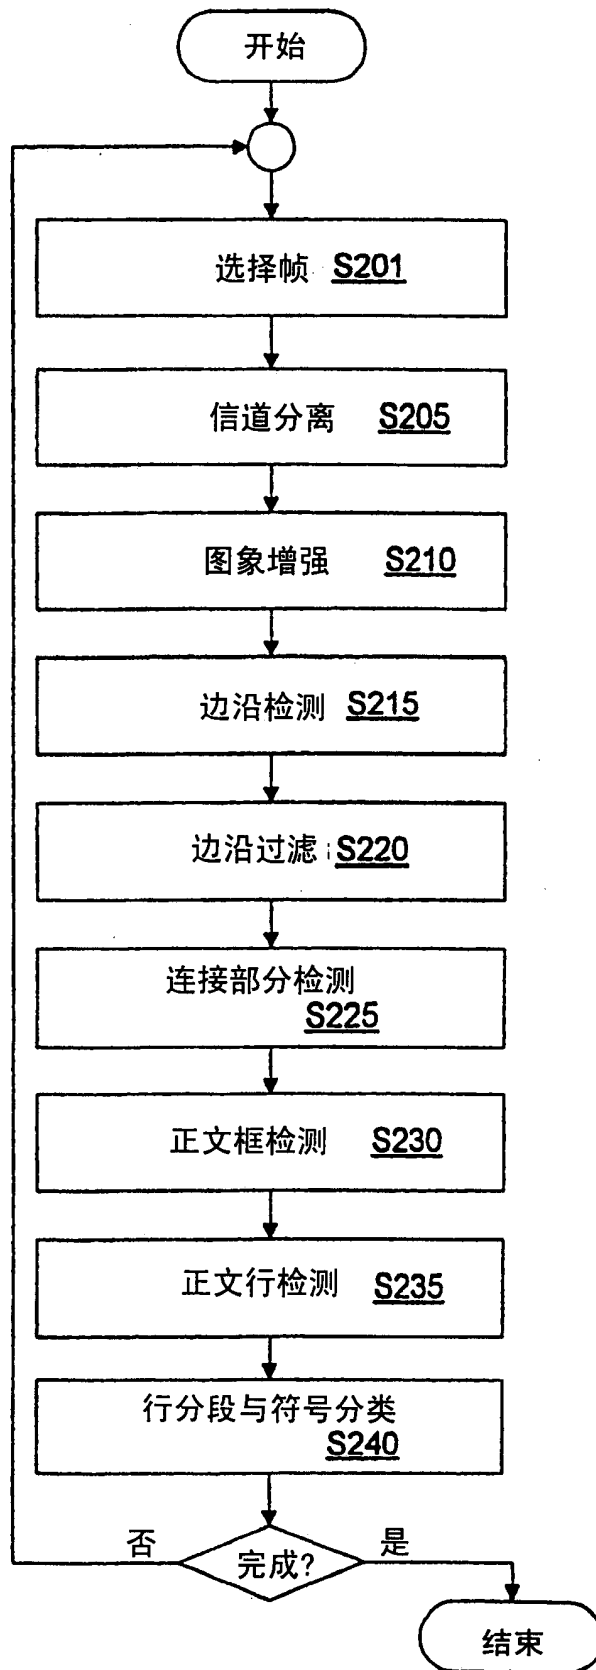 开始
选择帧 S201
信道分离 S205
图象增强 S210
边沿检测 S215
边沿过滤 S220
连接部分检测
S225
正文框检测 S230
正文行检测 S235
行分段与符号分类
S240
否 完成? 是
结束